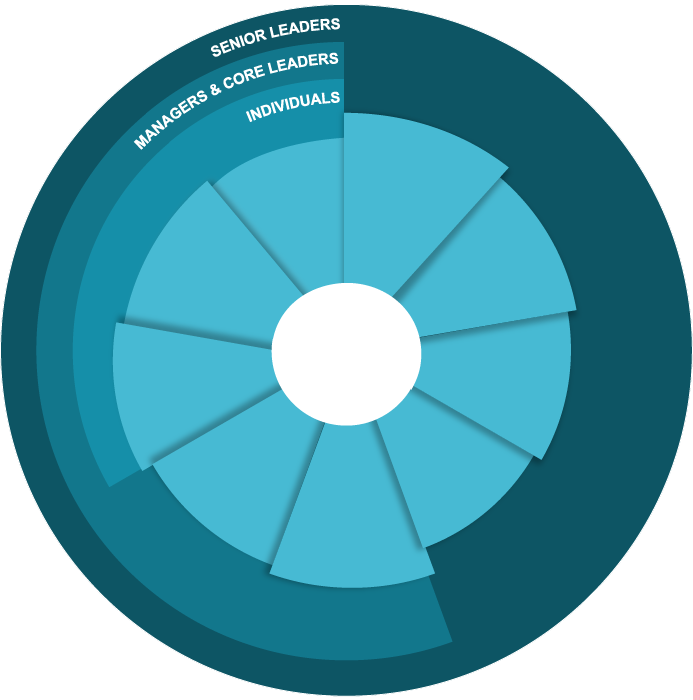 SENIOR LEADERS
MANAGERS & CORE LEADERS
INDIVIDUALS